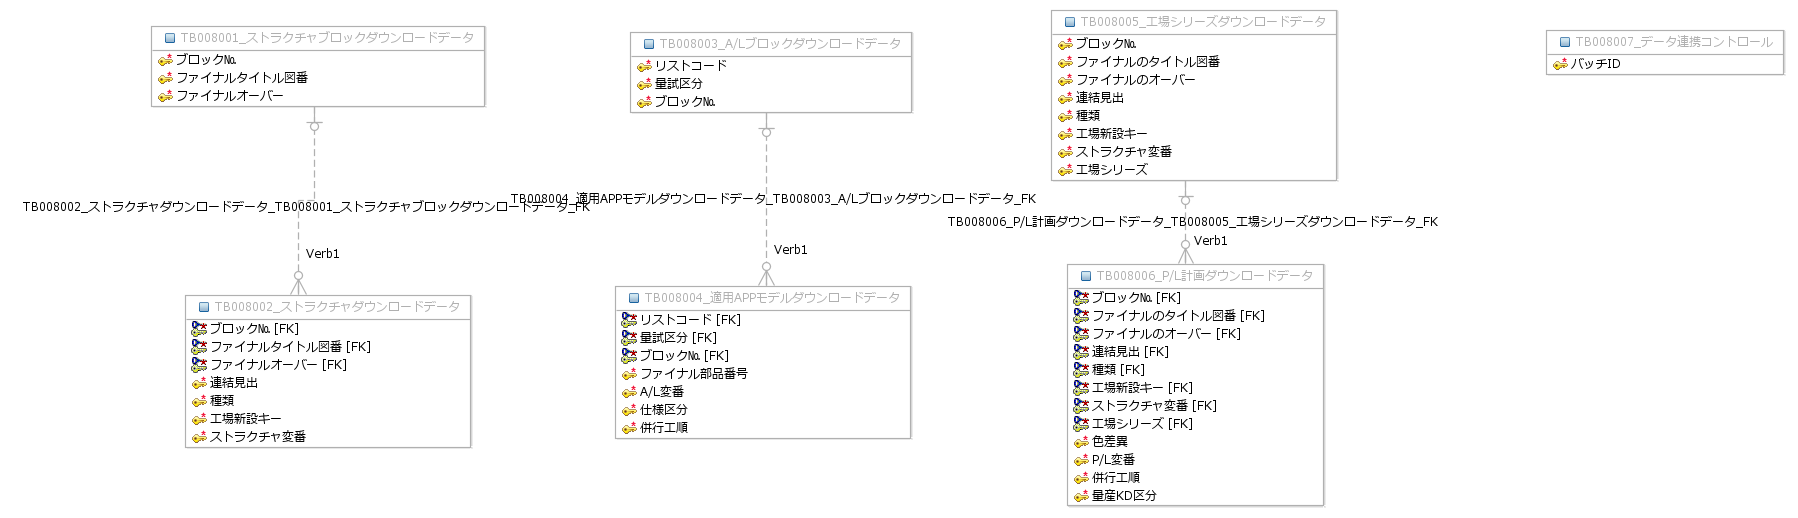 TB008001_ストラクチャブロックダウンロードデータ
ブロック№
ファイナルタイトル図番
ファイナルオーバー
TB008003_A/Lブロックダウンロードデータ
リストコード
量試区分
ブロック№
TB008005_工場シリーズダウンロードデータ
ブロック№
ファイナルのタイトル図番
ファイナルのオーバー
連結見出
種類
工場新設キー
ストラクチャ変番
工場シリーズ
TB008007_データ連携コントロール
バッチID
TB008002_ストラクチャダウンロードデータ_TB008001_ストラクチャブロックダウンロードデータ_FK
Verb1
TB008004_適用APPモデルダウンロードデータ_TB008003_A/Lブロックダウンロードデータ_FK
Verb1
TB008006_P/L計画ダウンロードデータ_TB008005_工場シリーズダウンロードデータ_FK
Verb1
TB008002_ストラクチャダウンロードデータ
ブロック№ [FK]
ファイナルタイトル図番 [FK]
ファイナルオーバー [FK]
連結見出
種類
工場新設キー
ストラクチャ変番
TB008004_適用APPモデルダウンロードデータ
リストコード [FK]
量試区分 [FK]
ブロック№ [FK]
ファイナル部品番号
A/L変番
仕様区分
併行工順
TB008006_P/L計画ダウンロードデータ
ブロック№ [FK]
ファイナルのタイトル図番 [FK]
ファイナルのオーバー [FK]
連結見出 [FK]
種類 [FK]
工場新設キー [FK]
ストラクチャ変番 [FK]
工場シリーズ [FK]
色差異
P/L変番
併行工順
量産KD区分